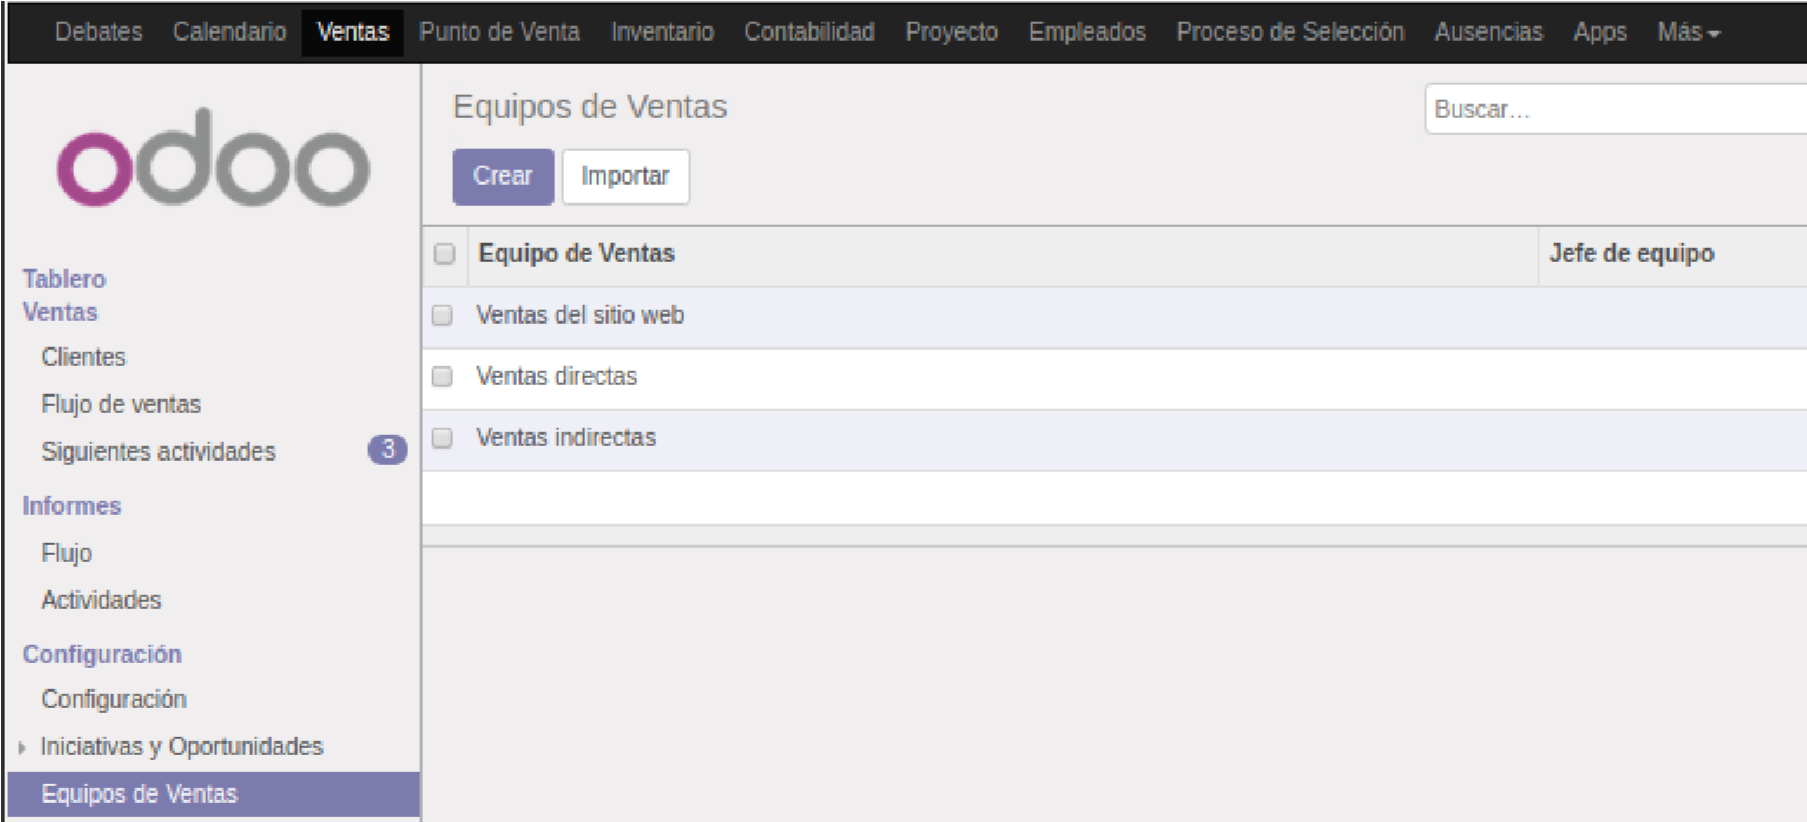 Debates Calendario Ventas Punto de Venta Inventario Contabilidad Proyecto Empleados Proceso de Selección Ausencias Apps Más
odoo
Tablero
Ventas
Clientes
Flujo de ventas
Siguientes actividades 3
Informes
Flujo
Actividades
Configuración
Configuración
Iniciativas y Oportunidades
Equipos de Ventas
Equipos de Ventas
Buscar...
Crear Importar
Equipo de Ventas Jefe de equipo
Ventas del sitio web
Ventas directas
Ventas indirectas